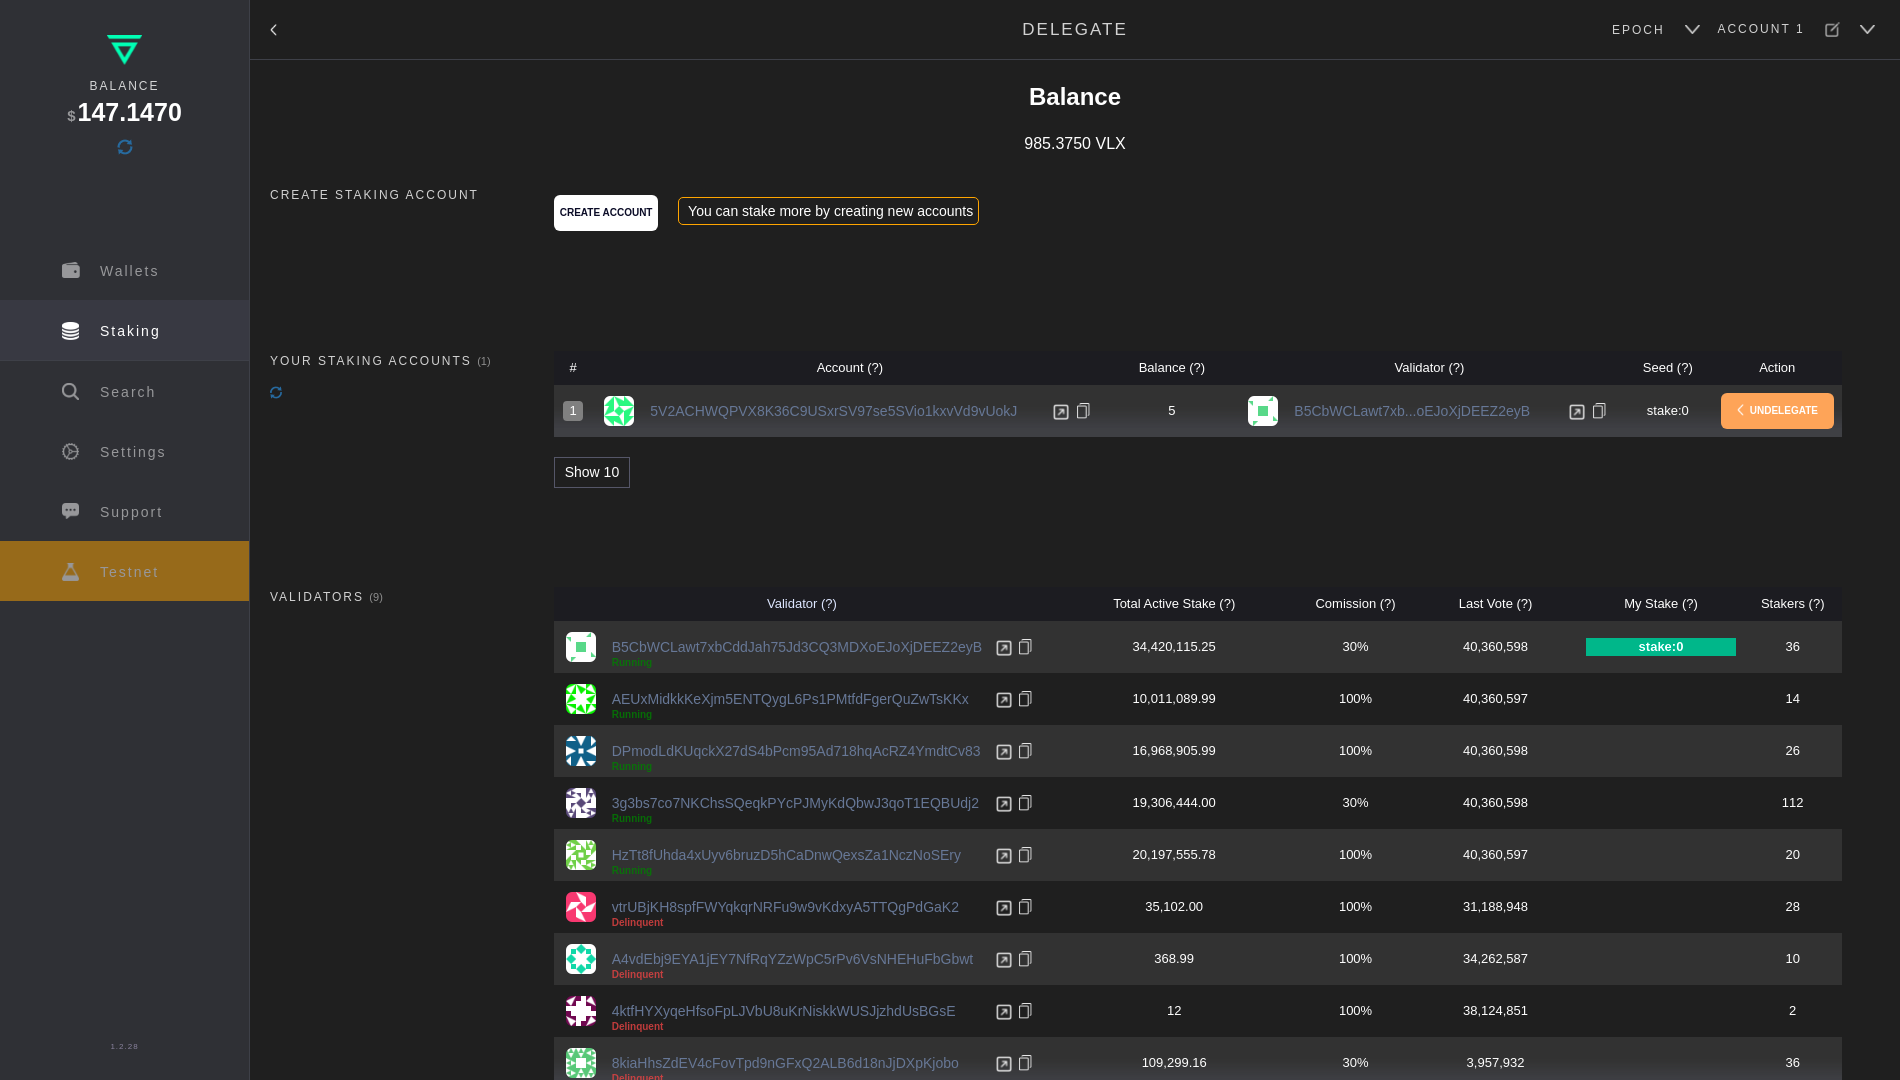 BALANCE
$147.1470
Wallets
Staking
Search
Settings
Support
Testnet
1.2.28
DELEGATE
EPOCH
ACCOUNT 1
Balance
985.3750 VLX
CREATE STAKING ACCOUNT
CREATE ACCOUNT
You can stake more by creating new accounts
YOUR STAKING ACCOUNTS (1)
# Account (?) Balance (?) Validator (?) Seed (?) Action
1 5V2ACHWQPVX8K36C9USxrSV97se5SVio1kxvVd9vUokJ 5 B5CbWCLawt7xb...oEJoXjDEEZ2eyB stake:0 UNDELEGATE
Show 10
VALIDATORS (9)
Validator (?) Total Active Stake (?) Comission (?) Last Vote (?) My Stake (?) Stakers (?)
B5CbWCLawt7xbCddJah75Jd3CQ3MDXoEJoXjDEEZ2eyB 34,420,115.25 30% 40,360,598 stake:0 36
Running
AEUxMidkkKeXjm5ENTQygL6Ps1PMtfdFgerQuZwTsKKx 10,011,089.99 100% 40,360,597 14
Running
DPmodLdKUqckX27dS4bPcm95Ad718hqAcRZ4YmdtCv83 16,968,905.99 100% 40,360,598 26
Running
3g3bs7co7NKChsSQeqkPYcPJMyKdQbwJ3qoT1EQBUdj2 19,306,444.00 30% 40,360,598 112
Running
HzTt8fUhda4xUyv6bruzD5hCaDnwQexsZa1NczNoSEry 20,197,555.78 100% 40,360,597 20
Running
vtrUBjKH8spfFWYqkqrNRFu9w9vKdxyA5TTQgPdGaK2 35,102.00 100% 31,188,948 28
Delinquent
A4vdEbj9EYA1jEY7NfRqYZzWpC5rPv6VsNHEHuFbGbwt 368.99 100% 34,262,587 10
Delinquent
4ktfHYXyqeHfsoFpLJVbU8uKrNiskkWUSJjzhdUsBGsE 12 100% 38,124,851 2
Delinquent
8kiaHhsZdEV4cFovTpd9nGFxQ2ALB6d18nJjDXpKjobo 109,299.16 30% 3,957,932 36
Delinquent